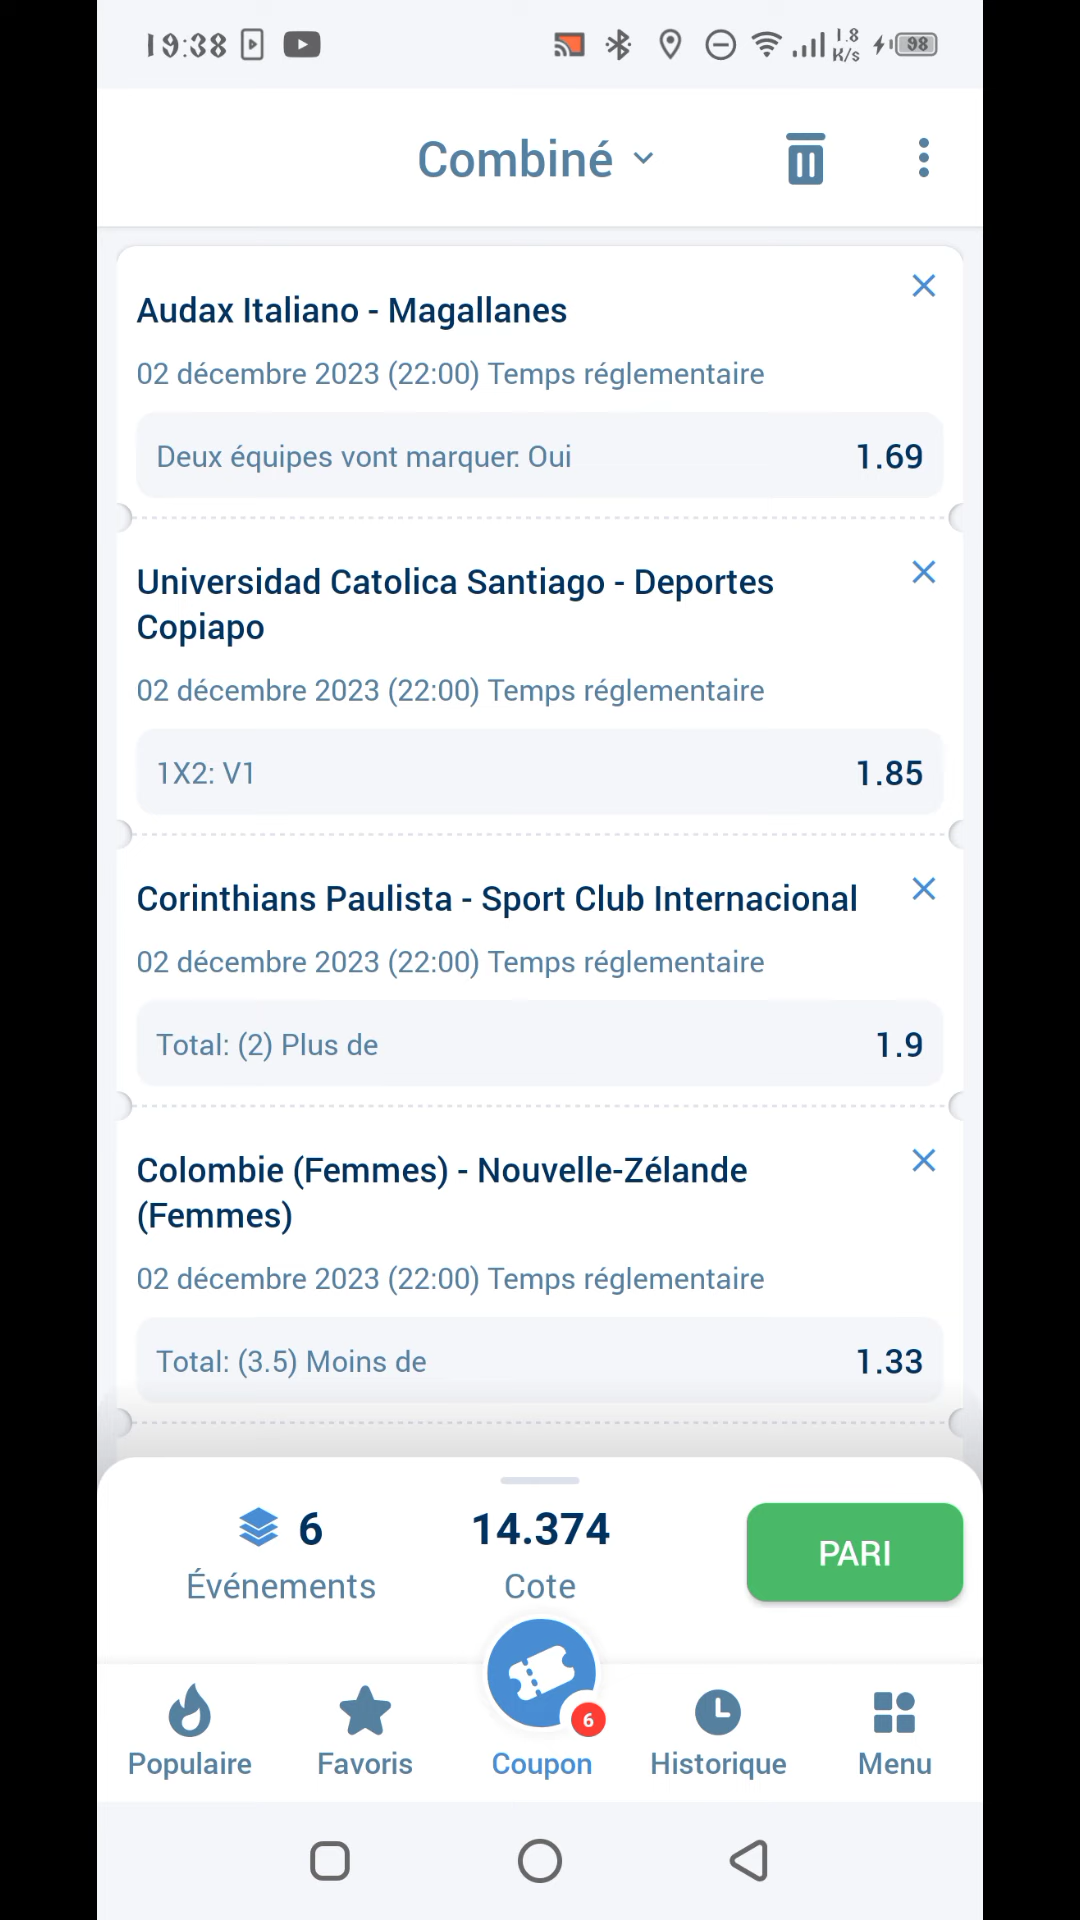 19:38
1.8
K/s
98
Combiné
Audax Italiano - Magallanes
02 décembre 2023 (22:00) Temps réglementaire
Deux équipes vont marquer: Oui 1.69
Universidad Catolica Santiago - Deportes
Copiapo
02 décembre 2023 (22:00) Temps réglementaire
1X2: V1 1.85
Corinthians Paulista - Sport Club Internacional
02 décembre 2023 (22:00) Temps réglementaire
Total: (2) Plus de 1.9
Colombie (Femmes) - Nouvelle-Zélande
(Femmes)
02 décembre 2023 (22:00) Temps réglementaire
Total: (3.5) Moins de 1.33
6 14.374
PARI
Événements Cote
6
Populaire Favoris Coupon Historique Menu